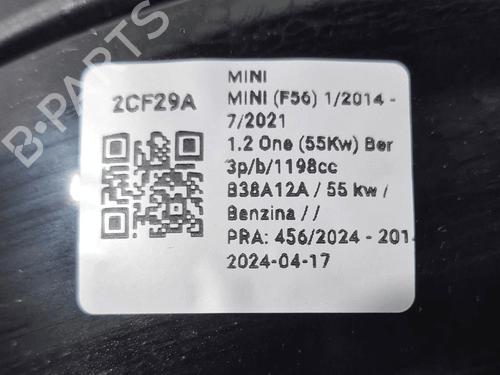 B-PARTS
2CF29A
MINI
MINI (F56) 1/2014 -
7/2021
1.2 One (55Kw) Ber
3p/b/1198cc
B38A12A / 55 kw /
Benzina / /
PRA: 456/2024 - 201
2024-04-17